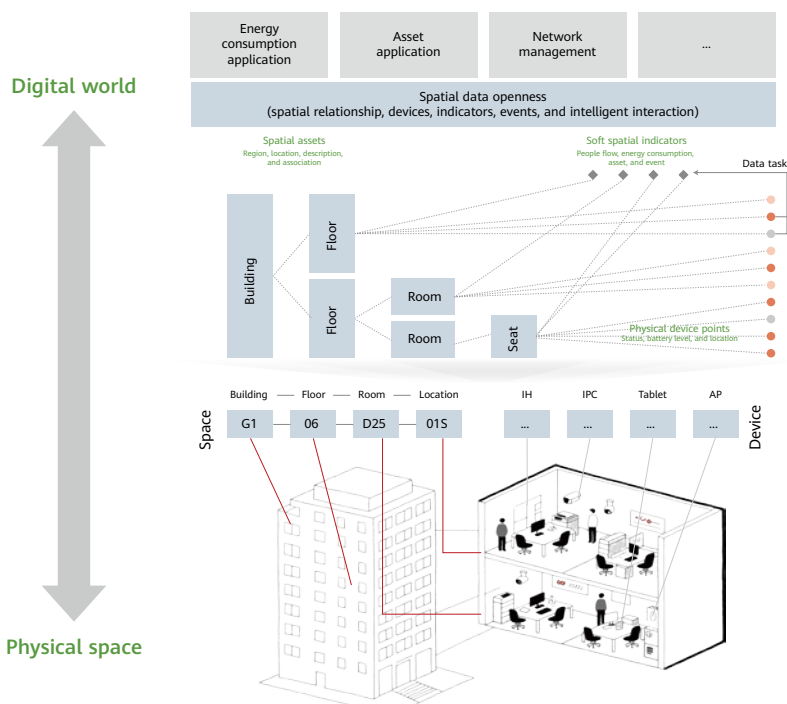 Energy
consumption
application
Asset
application
Network
management
...
Digital world
Spatial data openness
(spatial relationship, devices, indicators, events, and intelligent interaction)
Spatial assets
Region, location, description,
and association
Soft spatial indicators
People flow, energy consumption,
asset, and event
Data task
Building
Floor
Floor
Room
Room
Seat
Physical device points
Status, battery level, and location
Building
Floor
Room
Location
IH
IPC
Tablet
AP
Space
G1
06
D25
01S
...
...
...
...
Device
Physical space